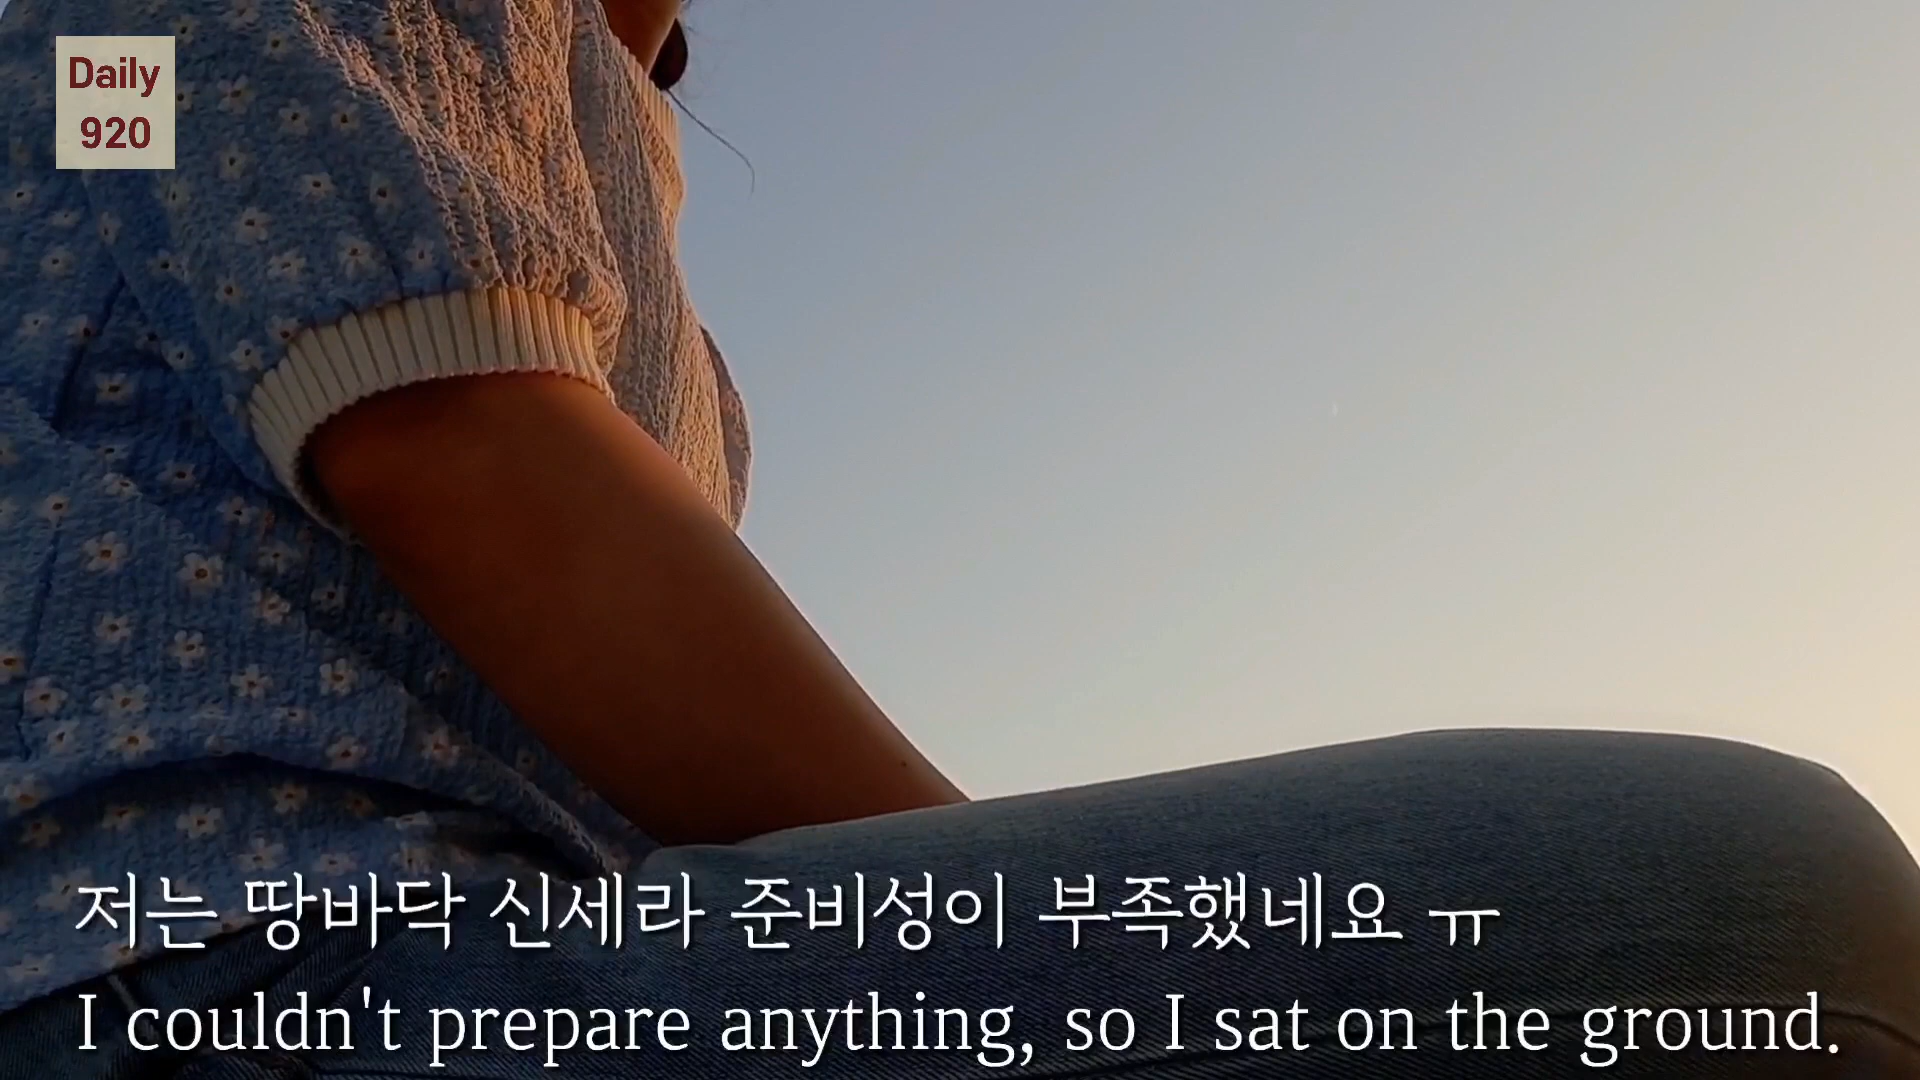 Daily
920
저는 땅바닥 신세라 준비성이 부족했네요 ㅠ
I couldn't prepare anything, so I sat on the ground.